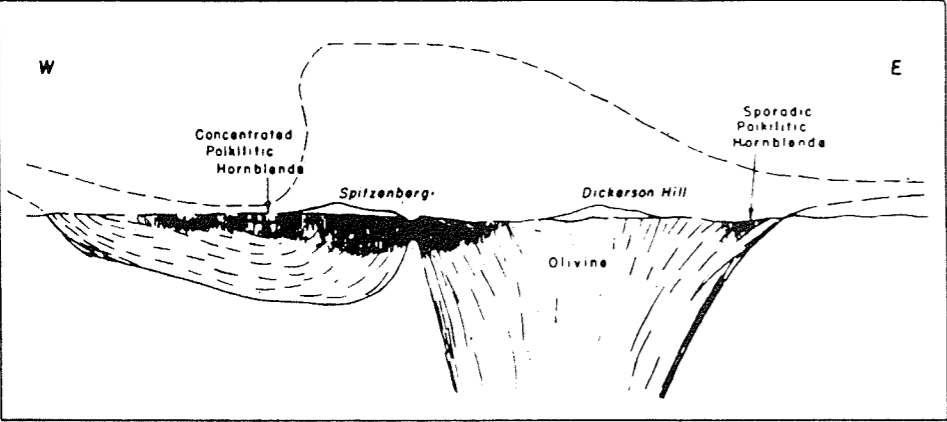 W
E
Concentrated
Poikilitic
Hornblende
Sporadic
Poikilitic
Hornblende
Spitzenberg
Dickerson Hill
Olivine